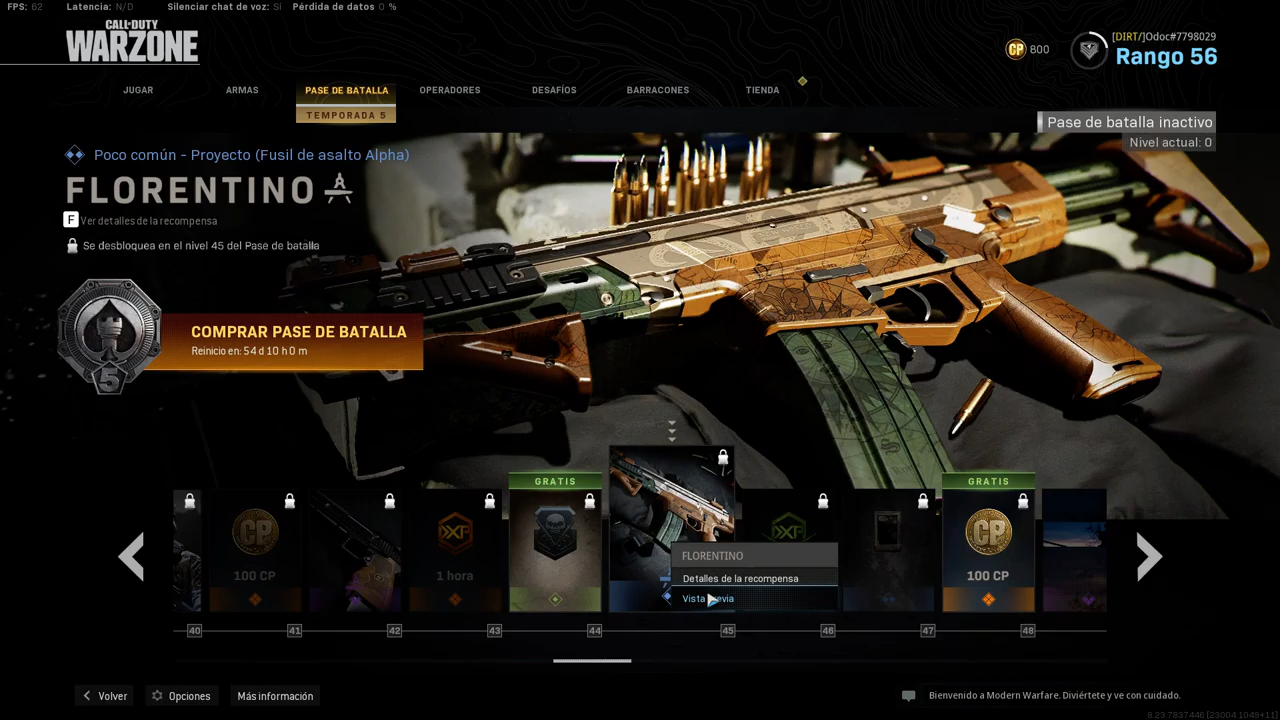 FPS: 62 Latencia: N/D Silenciar chat de voz: Sí Pérdida de datos 0 %
CALL OF DUTY
WARZONE
CP 800
[DIRT/]Odoc#7798029
Rango 56
JUGAR ARMAS PASE DE BATALLA OPERADORES DESAFÍOS BARRACONES TIENDA
TEMPORADA 5
Pase de batalla inactivo
Nivel actual: 0
Poco común - Proyecto (Fusil de asalto Alpha)
FLORENTINO
F Ver detalles de la recompensa
Se desbloquea en el nivel 45 del Pase de batalla
COMPRAR PASE DE BATALLA
Reinicio en: 54 d 10 h 0 m
5
GRATIS GRATIS
CP 2XP CP
100 CP 1 hora 100 CP
FLORENTINO
Detalles de la recompensa
Vista previa
40 41 42 43 44 45 46 47 48
Volver Opciones Más información
Bienvenido a Modern Warfare. Diviértete y ve con cuidado.